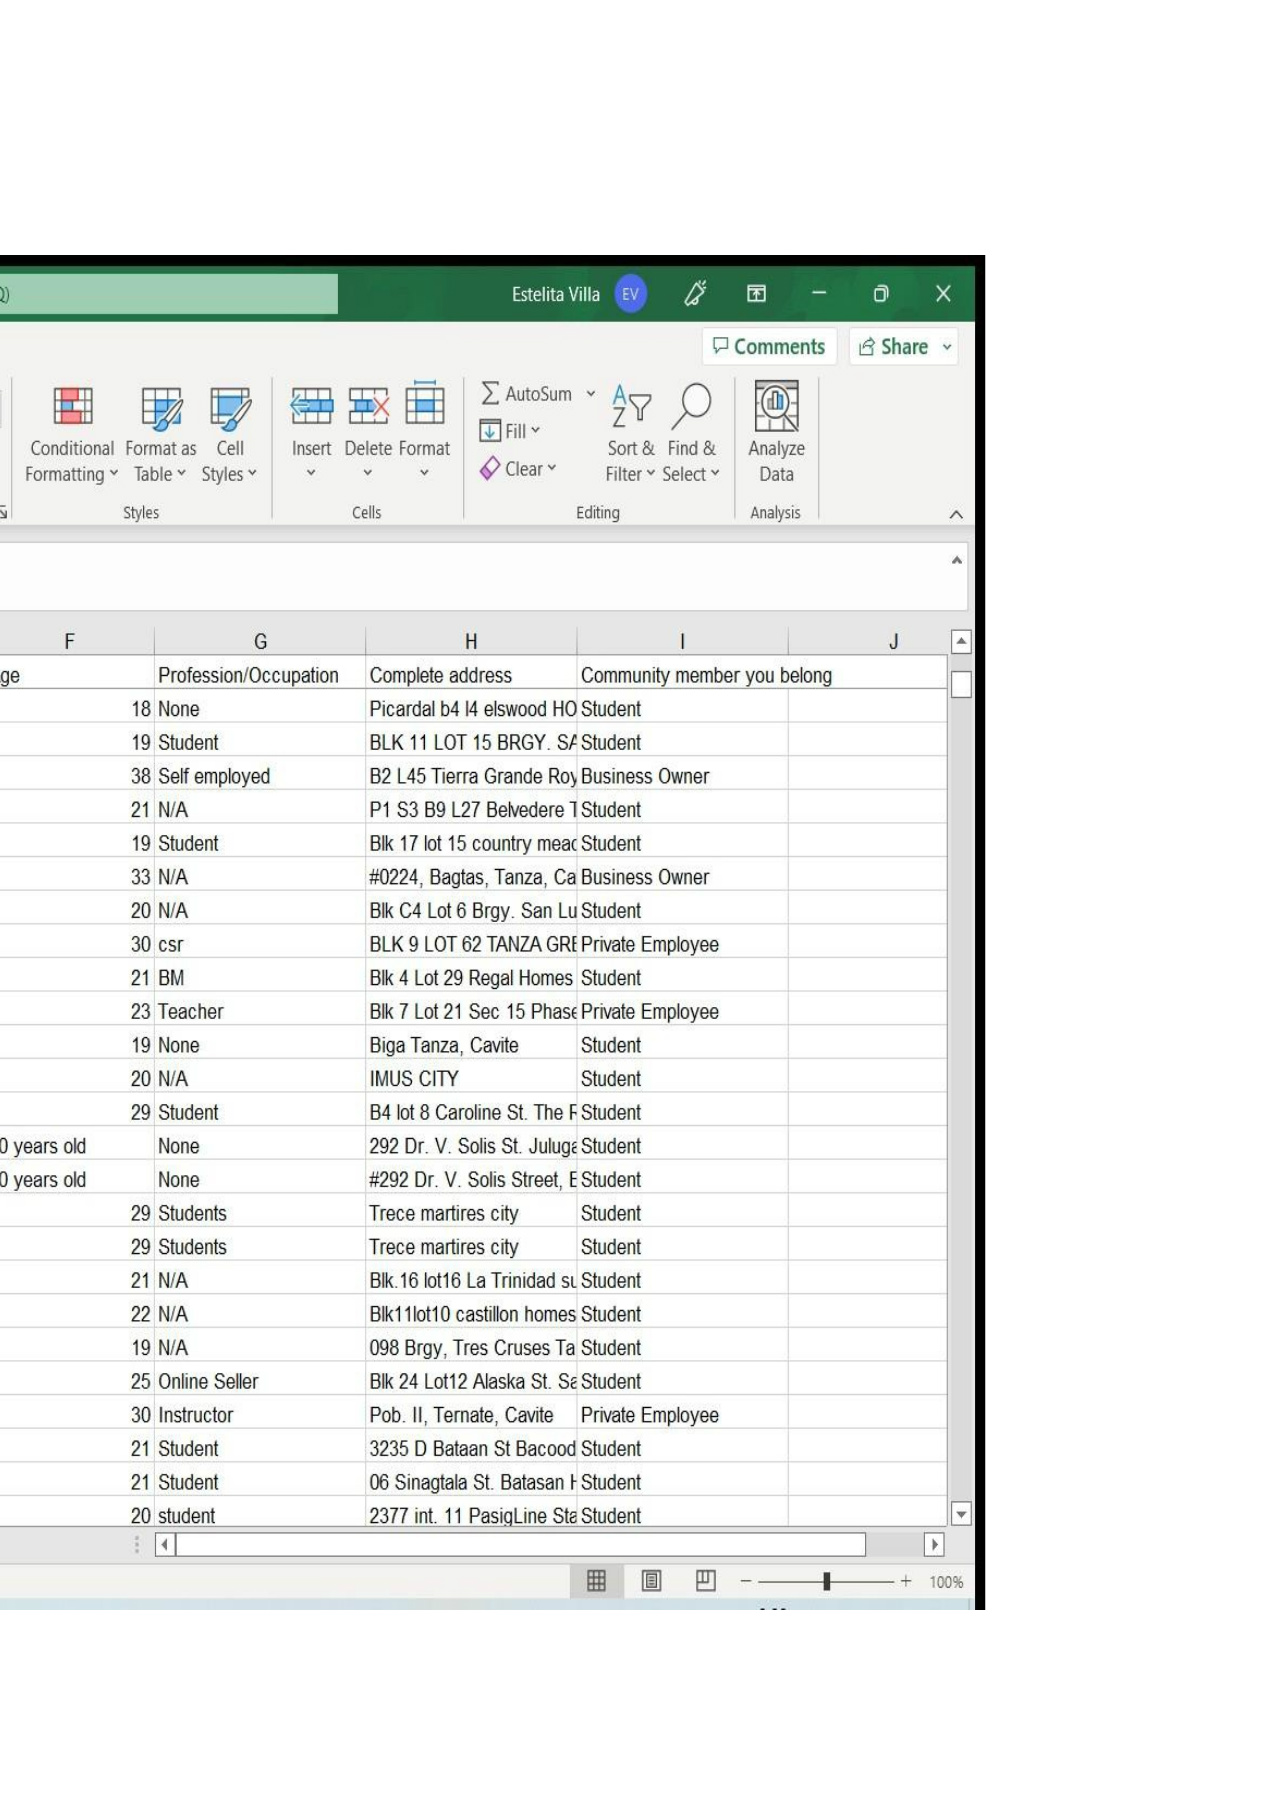 Q)
Estelita Villa EV
Comments Share
Conditional Formatting Format as Table Cell Styles Insert Delete Format AutoSum Fill Clear Sort & Filter Find & Select Analyze Data
Styles Cells Editing Analysis
F G H I J
ge Profession/Occupation Complete address Community member you belong
18 None Picardal b4 l4 elswood HO Student
19 Student BLK 11 LOT 15 BRGY. SA Student
38 Self employed B2 L45 Tierra Grande Roy Business Owner
21 N/A P1 S3 B9 L27 Belvedere T Student
19 Student Blk 17 lot 15 country mead Student
33 N/A #0224, Bagtas, Tanza, Ca Business Owner
20 N/A Blk C4 Lot 6 Brgy. San Lu Student
30 csr BLK 9 LOT 62 TANZA GRE Private Employee
21 BM Blk 4 Lot 29 Regal Homes Student
23 Teacher Blk 7 Lot 21 Sec 15 Phase Private Employee
19 None Biga Tanza, Cavite Student
20 N/A IMUS CITY Student
29 Student B4 lot 8 Caroline St. The R Student
0 years old None 292 Dr. V. Solis St. Juluga Student
0 years old None #292 Dr. V. Solis Street, B Student
29 Students Trece martires city Student
29 Students Trece martires city Student
21 N/A Blk.16 lot16 La Trinidad su Student
22 N/A Blk11lot10 castillon homes Student
19 N/A 098 Brgy, Tres Cruses Ta Student
25 Online Seller Blk 24 Lot12 Alaska St. Sa Student
30 Instructor Pob. II, Ternate, Cavite Private Employee
21 Student 3235 D Bataan St Bacood Student
21 Student 06 Sinagtala St. Batasan H Student
20 student 2377 int. 11 PasigLine Sta Student
100%